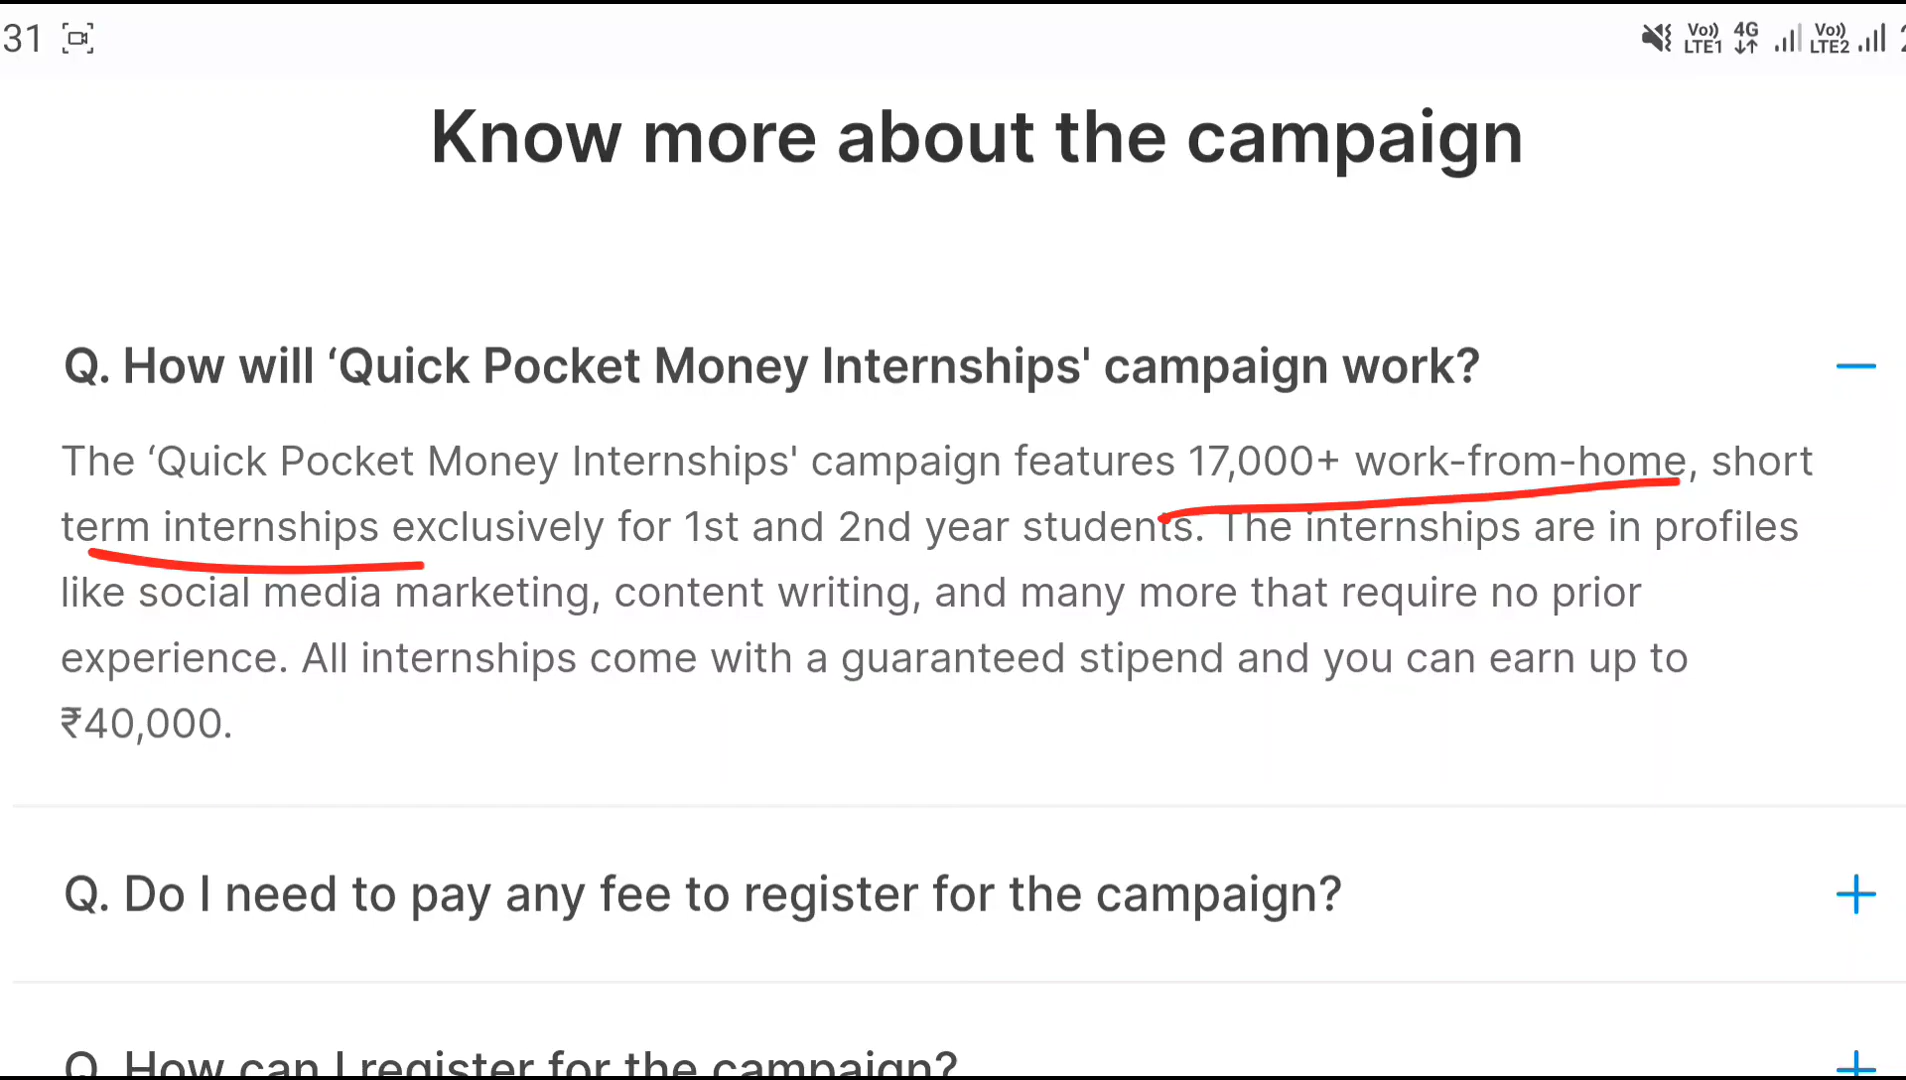 31 Vo)) LTE1 4G Vo)) LTE2
Know more about the campaign
Q. How will ‘Quick Pocket Money Internships' campaign work?
The ‘Quick Pocket Money Internships' campaign features 17,000+ work-from-home, short
term internships exclusively for 1st and 2nd year students. The internships are in profiles
like social media marketing, content writing, and many more that require no prior
experience. All internships come with a guaranteed stipend and you can earn up to
₹40,000.
Q. Do I need to pay any fee to register for the campaign?
Q. How can I register for the campaign?